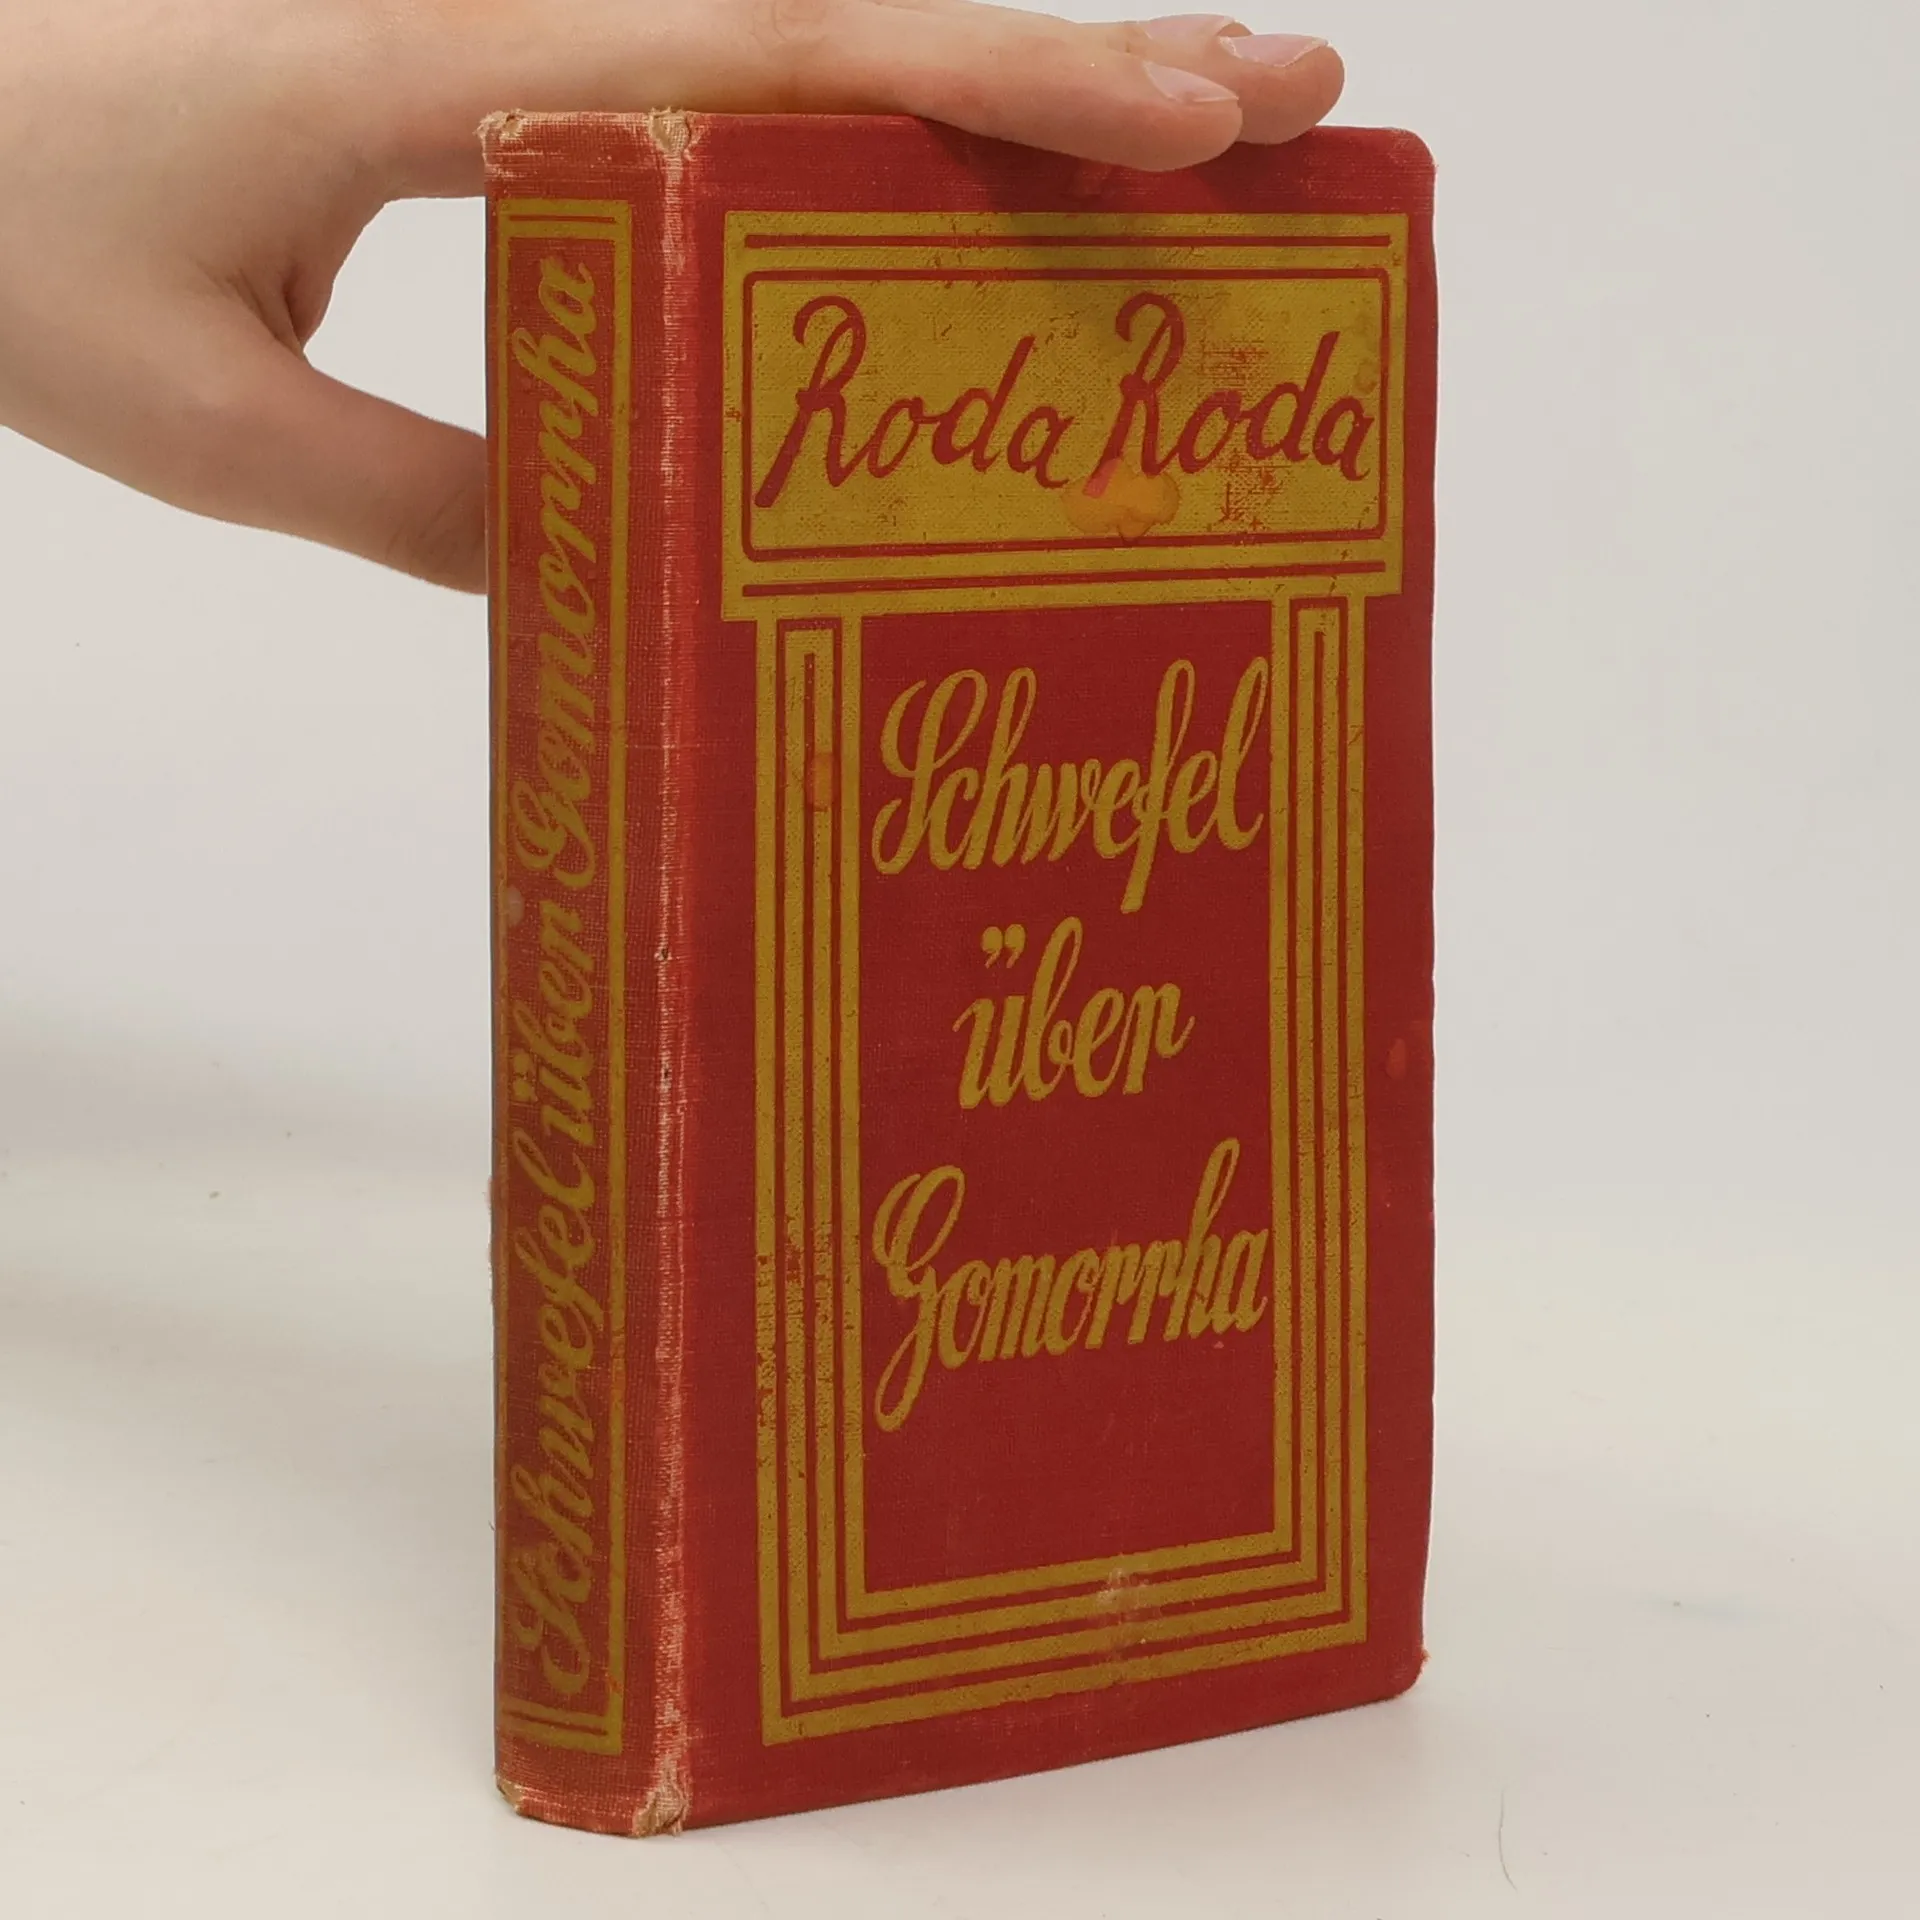 Schwefel über Gomorrha
Roda Roda
Schwefel
über
Gomorrha